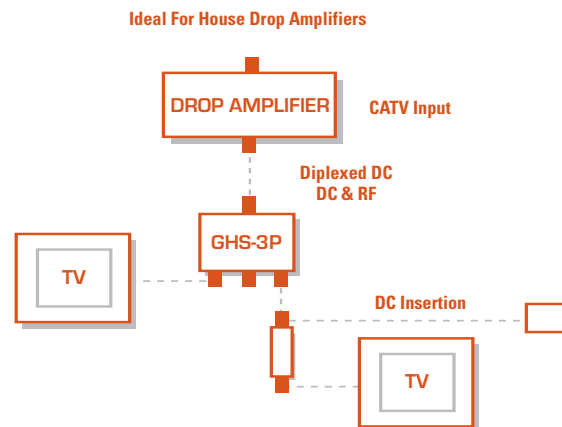 Ideal For House Drop Amplifiers
DROP AMPLIFIER
CATV Input
Diplexed DC
DC & RF
GHS-3P
TV
DC Insertion
TV